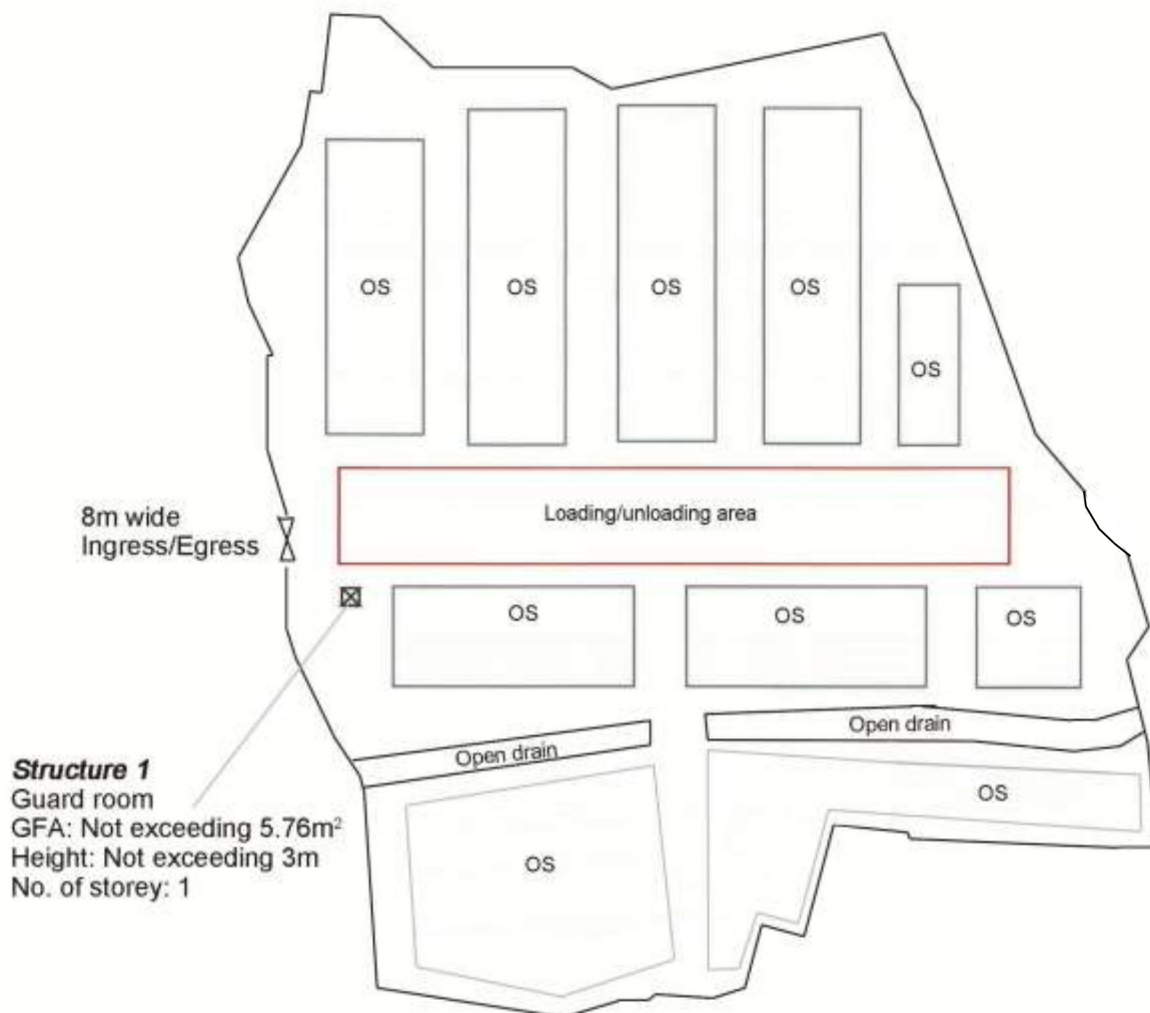 OS
OS
OS
OS
OS
8m wide
Ingress/Egress
Loading/unloading area
OS
OS
OS
Open drain
Open drain
Structure 1
Guard room
GFA: Not exceeding 5.76m²
Height: Not exceeding 3m
No. of storey: 1
OS
OS